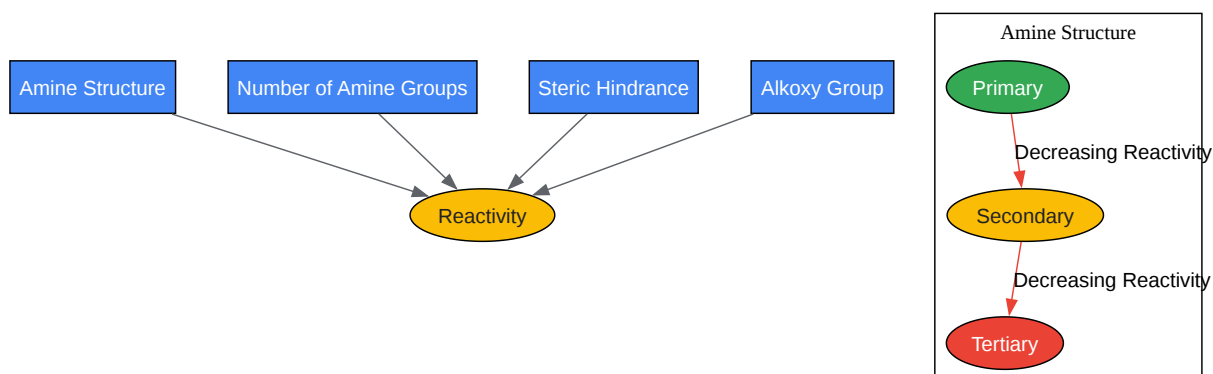 Amine Structure
Number of Amine Groups
Steric Hindrance
Alkoxy Group
Reactivity
Amine Structure
Primary
Decreasing Reactivity
Secondary
Decreasing Reactivity
Tertiary